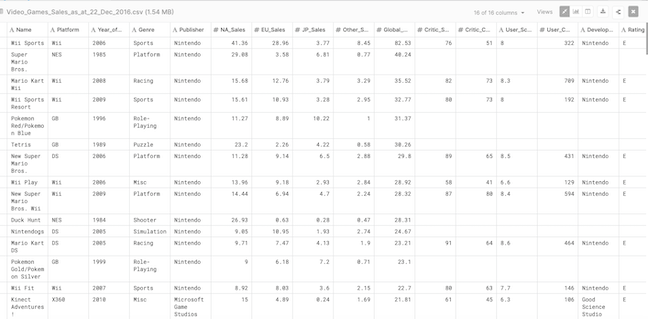 Video_Games_Sales_as_at_22_Dec_2016.csv (1.54 MB) 16 of 16 columns Views
Name Platform Year_of... Genre Publisher NA_Sales EU_Sales JP_Sales Other_S... Global_... Critic_S... Critic_C... User_Sc... User_C... Develop... Rating
Wii Sports Wii 2006 Sports Nintendo 41.36 28.96 3.77 8.45 82.53 76 51 8 322 Nintendo E
Super Mario Bros. NES 1985 Platform Nintendo 29.08 3.58 6.81 0.77 40.24
Mario Kart Wii Wii 2008 Racing Nintendo 15.68 12.76 3.79 3.29 35.52 82 73 8.3 709 Nintendo E
Wii Sports Resort Wii 2009 Sports Nintendo 15.61 10.93 3.28 2.95 32.77 80 73 8 192 Nintendo E
Pokemon Red/Pokemon Blue GB 1996 Role-Playing Nintendo 11.27 8.89 10.22 1 31.37
Tetris GB 1989 Puzzle Nintendo 23.2 2.26 4.22 0.58 30.26
New Super Mario Bros. DS 2006 Platform Nintendo 11.28 9.14 6.5 2.88 29.8 89 65 8.5 431 Nintendo E
Wii Play Wii 2006 Misc Nintendo 13.96 9.18 2.93 2.84 28.92 58 41 6.6 129 Nintendo E
New Super Mario Bros. Wii Wii 2009 Platform Nintendo 14.44 6.94 4.7 2.24 28.32 87 80 8.4 594 Nintendo E
Duck Hunt NES 1984 Shooter Nintendo 26.93 0.63 0.28 0.47 28.31
Nintendogs DS 2005 Simulation Nintendo 9.05 10.95 1.93 2.74 24.67
Mario Kart DS DS 2005 Racing Nintendo 9.71 7.47 4.13 1.9 23.21 91 64 8.6 464 Nintendo E
Pokemon Gold/Pokemon Silver GB 1999 Role-Playing Nintendo 9 6.18 7.2 0.71 23.1
Wii Fit Wii 2007 Sports Nintendo 8.92 8.03 3.6 2.15 22.7 80 63 7.7 146 Nintendo E
Kinect Adventures! X360 2010 Misc Microsoft Game Studios 15 4.89 0.24 1.69 21.81 61 45 6.3 106 Good Science Studio E